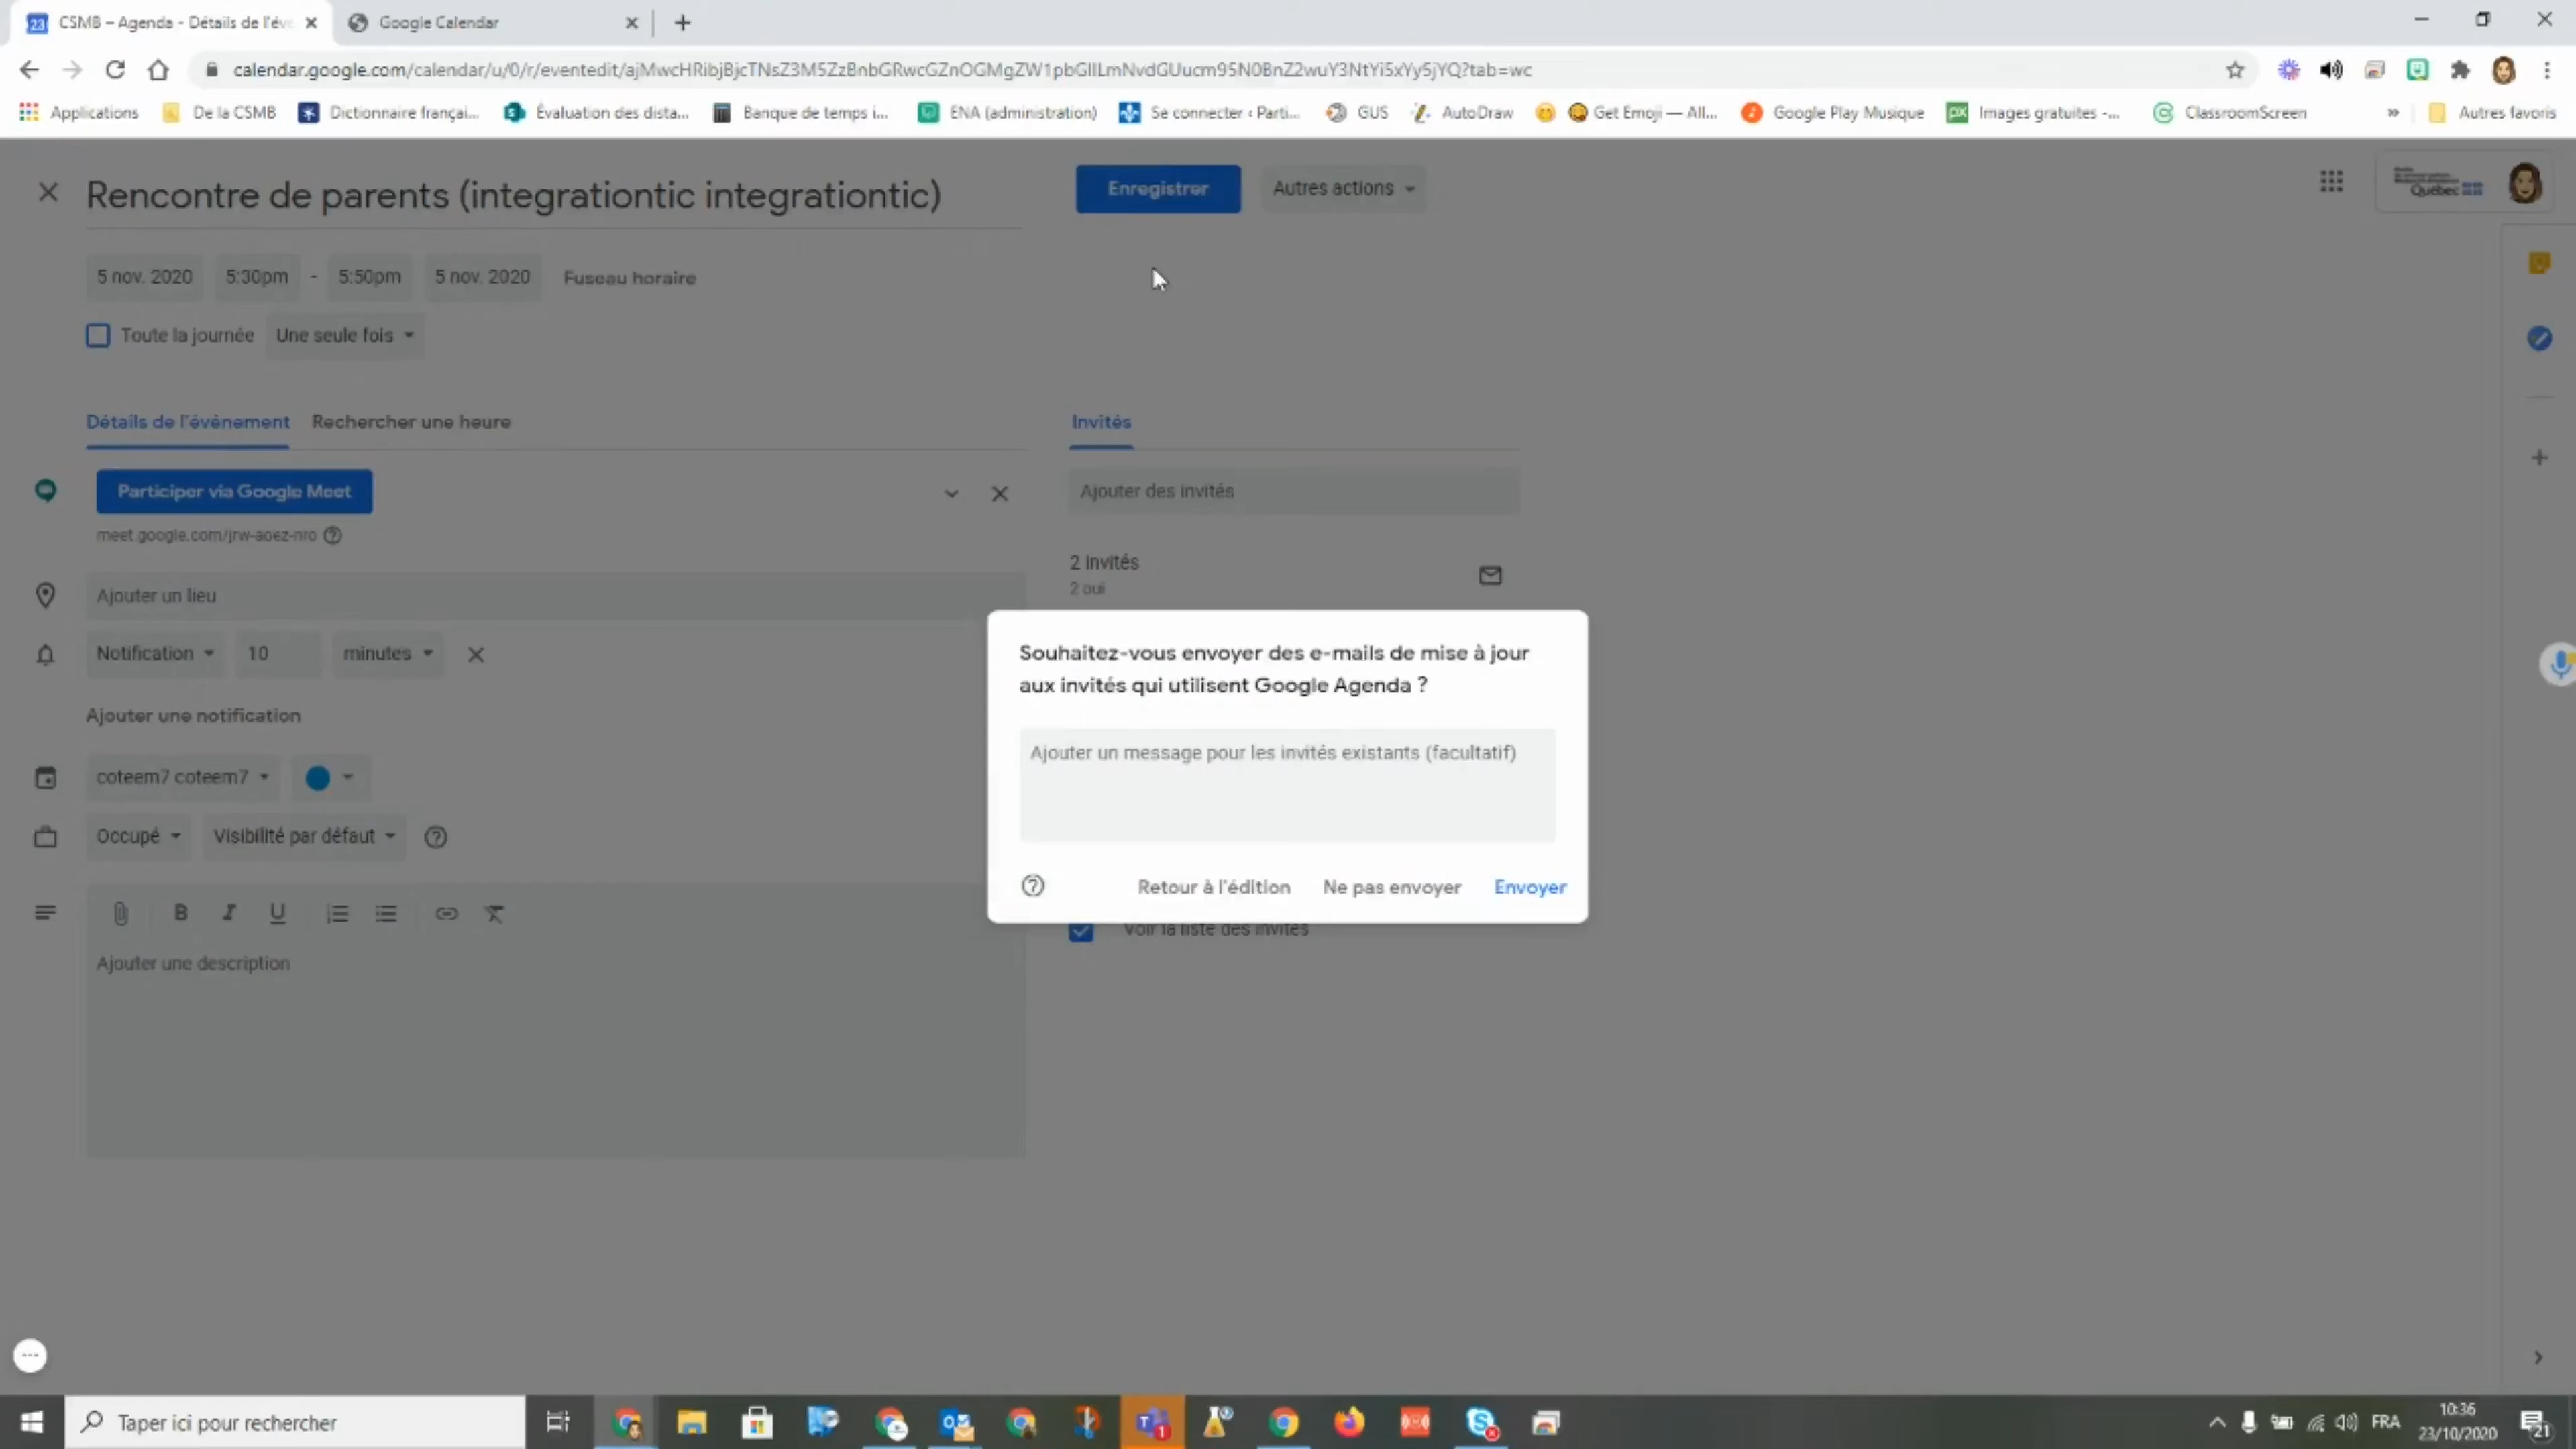 CSMB – Agenda - Détails de l'éve
Google Calendar
calendar.google.com/calendar/u/0/r/eventedit/ajMwcHRibjBjcTNsZ3M5ZzBnbGRwcGZnOGMgZW1pbGllLmNvdGUucm95N0BnZ2wuY3NtYi5xYy5jYQ?tab=wc
Applications
De la CSMB
Dictionnaire françai...
Évaluation des dista...
Banque de temps i...
ENA (administration)
Se connecter ‹ Parti...
GUS
AutoDraw
Get Emoji — All...
Google Play Musique
Images gratuites -...
ClassroomScreen
»
Autres favoris
Rencontre de parents (integrationtic integrationtic)
Enregistrer
Autres actions
Québec
5 nov. 2020
5:30pm
-
5:50pm
5 nov. 2020
Fuseau horaire
Toute la journée
Une seule fois
Détails de l'événement
Rechercher une heure
Invités
Participer via Google Meet
Ajouter des invités
meet.google.com/jrw-aoez-nro
2 invités
2 oui
Ajouter un lieu
Notification
10
minutes
Souhaitez-vous envoyer des e-mails de mise à jour
aux invités qui utilisent Google Agenda ?
Ajouter une notification
Ajouter un message pour les invités existants (facultatif)
coteem7 coteem7
Occupé
Visibilité par défaut
Retour à l'édition
Ne pas envoyer
Envoyer
B I U
Voir la liste des invités
Ajouter une description
Taper ici pour rechercher
FRA
10:36
23/10/2020
21